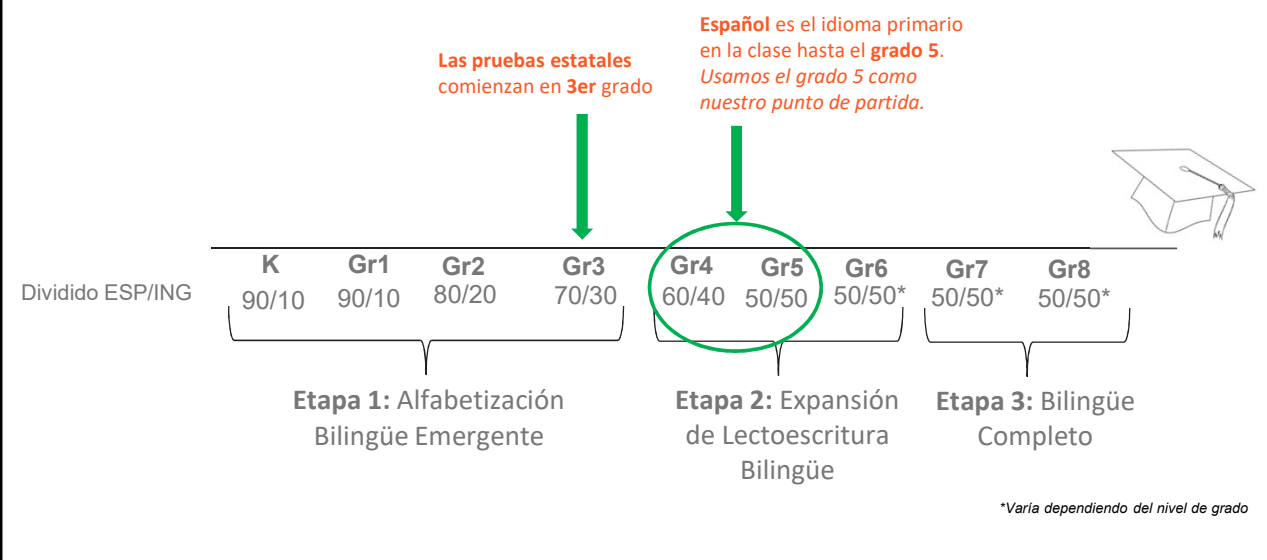 Español es el idioma primario
en la clase hasta el grado 5.
Usamos el grado 5 como
nuestro punto de partida.
Las pruebas estatales
comienzan en 3er grado
K Gr1 Gr2 Gr3 Gr4 Gr5 Gr6 Gr7 Gr8
Dividido ESP/ING 90/10 90/10 80/20 70/30 60/40 50/50 50/50* 50/50* 50/50*
Etapa 1: Alfabetización
Bilingüe Emergente
Etapa 2: Expansión
de Lectoescritura
Bilingüe
Etapa 3: Bilingüe
Completo
*Varía dependiendo del nivel de grado